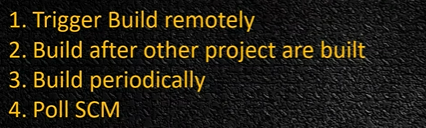 1. Trigger Build remotely
2. Build after other project are built
3. Build periodically
4. Poll SCM